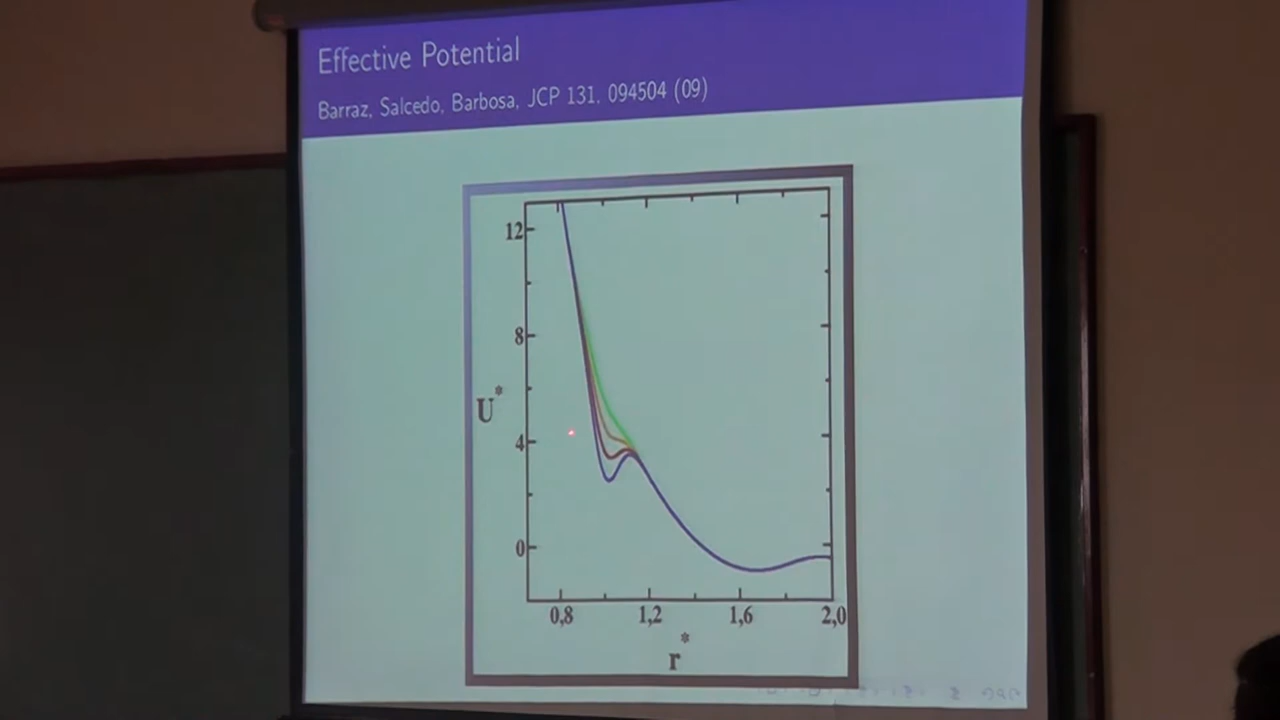 Effective Potential
Barraz, Salcedo, Barbosa, JCP 131, 094504 (09)
12
8
U*
4
0
0,8 1,2 1,6 2,0
r*